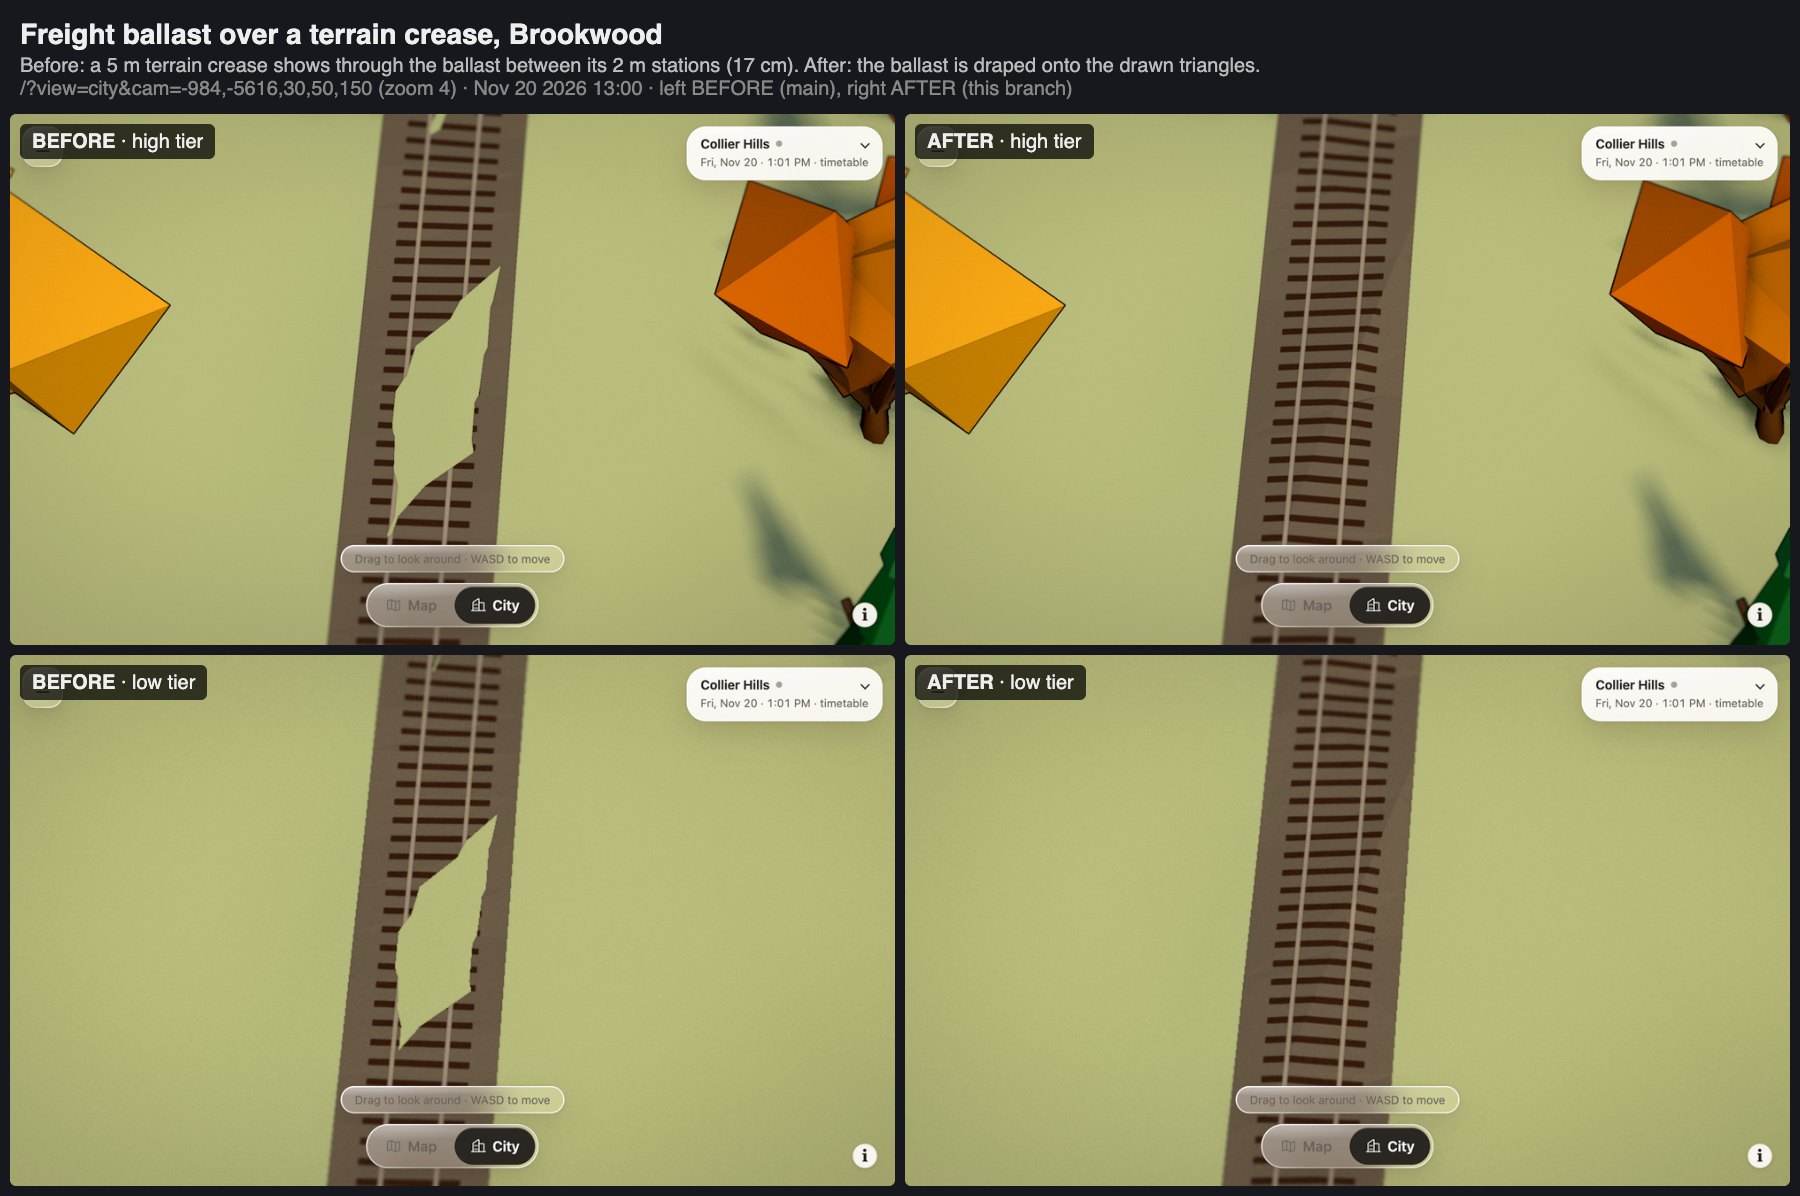 Freight ballast over a terrain crease, Brookwood
Before: a 5 m terrain crease shows through the ballast between its 2 m stations (17 cm). After: the ballast is draped onto the drawn triangles.
/?view=city&cam=-984,-5616,30,50,150 (zoom 4) · Nov 20 2026 13:00 · left BEFORE (main), right AFTER (this branch)
BEFORE · high tier
Collier Hills
Fri, Nov 20 · 1:01 PM · timetable
Drag to look around · WASD to move
Map City
i
AFTER · high tier
Collier Hills
Fri, Nov 20 · 1:01 PM · timetable
Drag to look around · WASD to move
Map City
i
BEFORE · low tier
Collier Hills
Fri, Nov 20 · 1:01 PM · timetable
Drag to look around · WASD to move
Map City
i
AFTER · low tier
Collier Hills
Fri, Nov 20 · 1:01 PM · timetable
Drag to look around · WASD to move
Map City
i